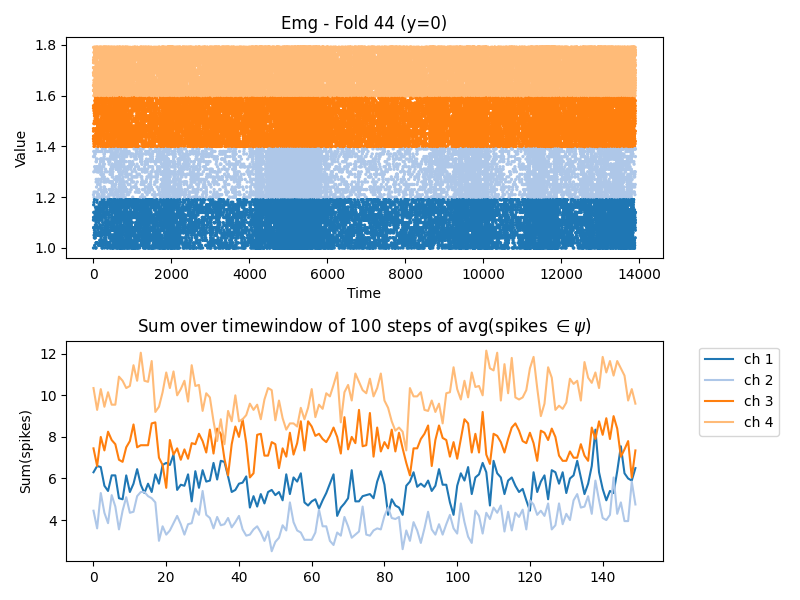 Emg - Fold 44 (y=0)
1.8
1.6
1.4
1.2
1.0
Value
0 2000 4000 6000 8000 10000 12000 14000
Time
Sum over timewindow of 100 steps of avg(spikes ∈ ψ)
12
10
8
6
4
Sum(spikes)
0 20 40 60 80 100 120 140
ch 1
ch 2
ch 3
ch 4